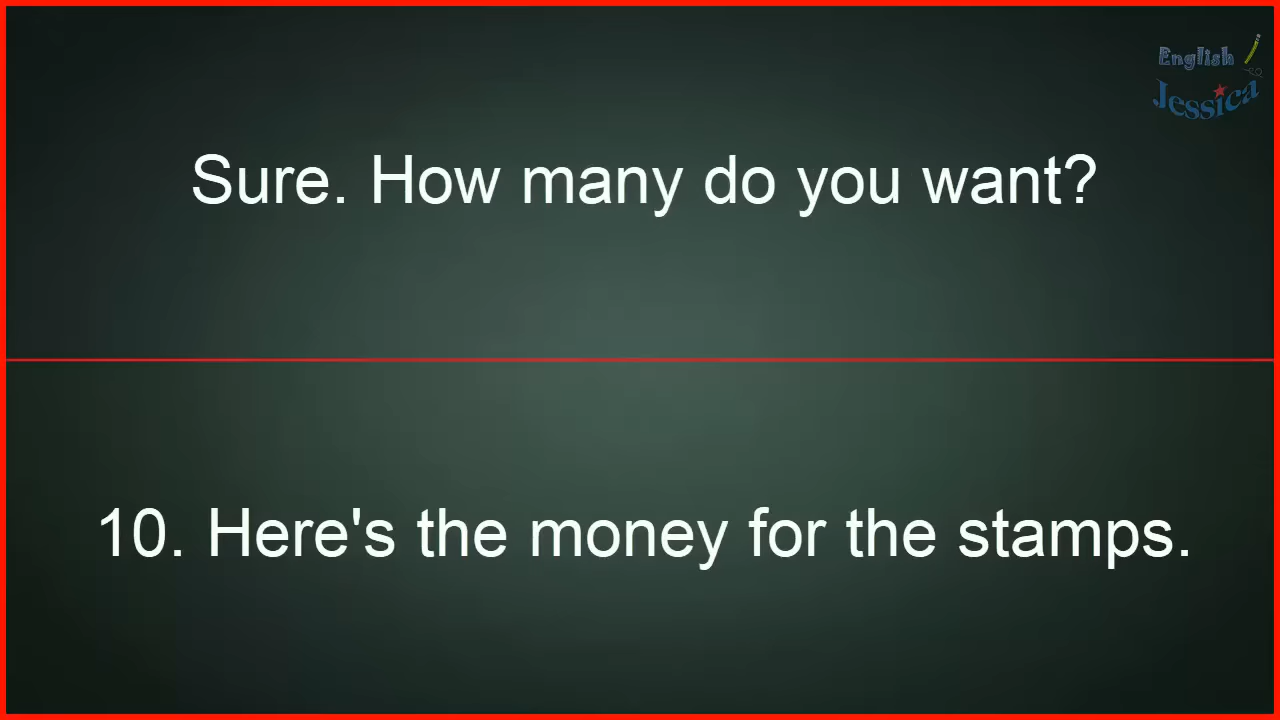 English
Jessica
Sure. How many do you want?
10. Here's the money for the stamps.